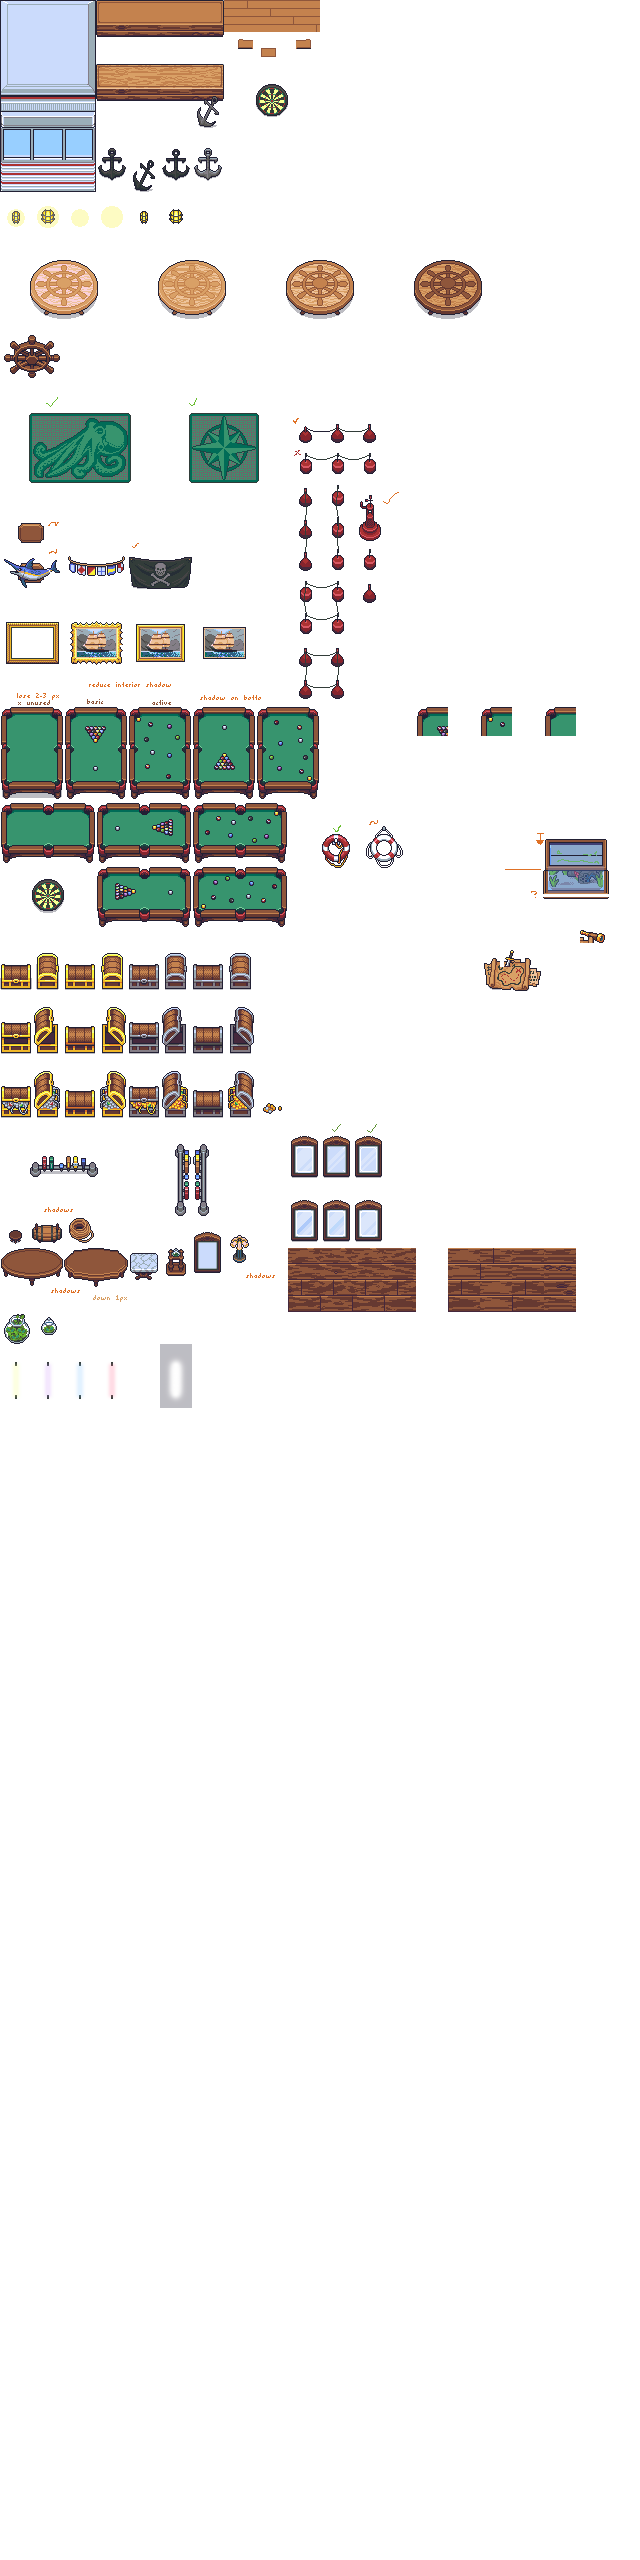 reduce interior shadow
lose 2-3 px
shadow on botto
x unused
basic
active
?
shadows
shadows
shadows
down 1px